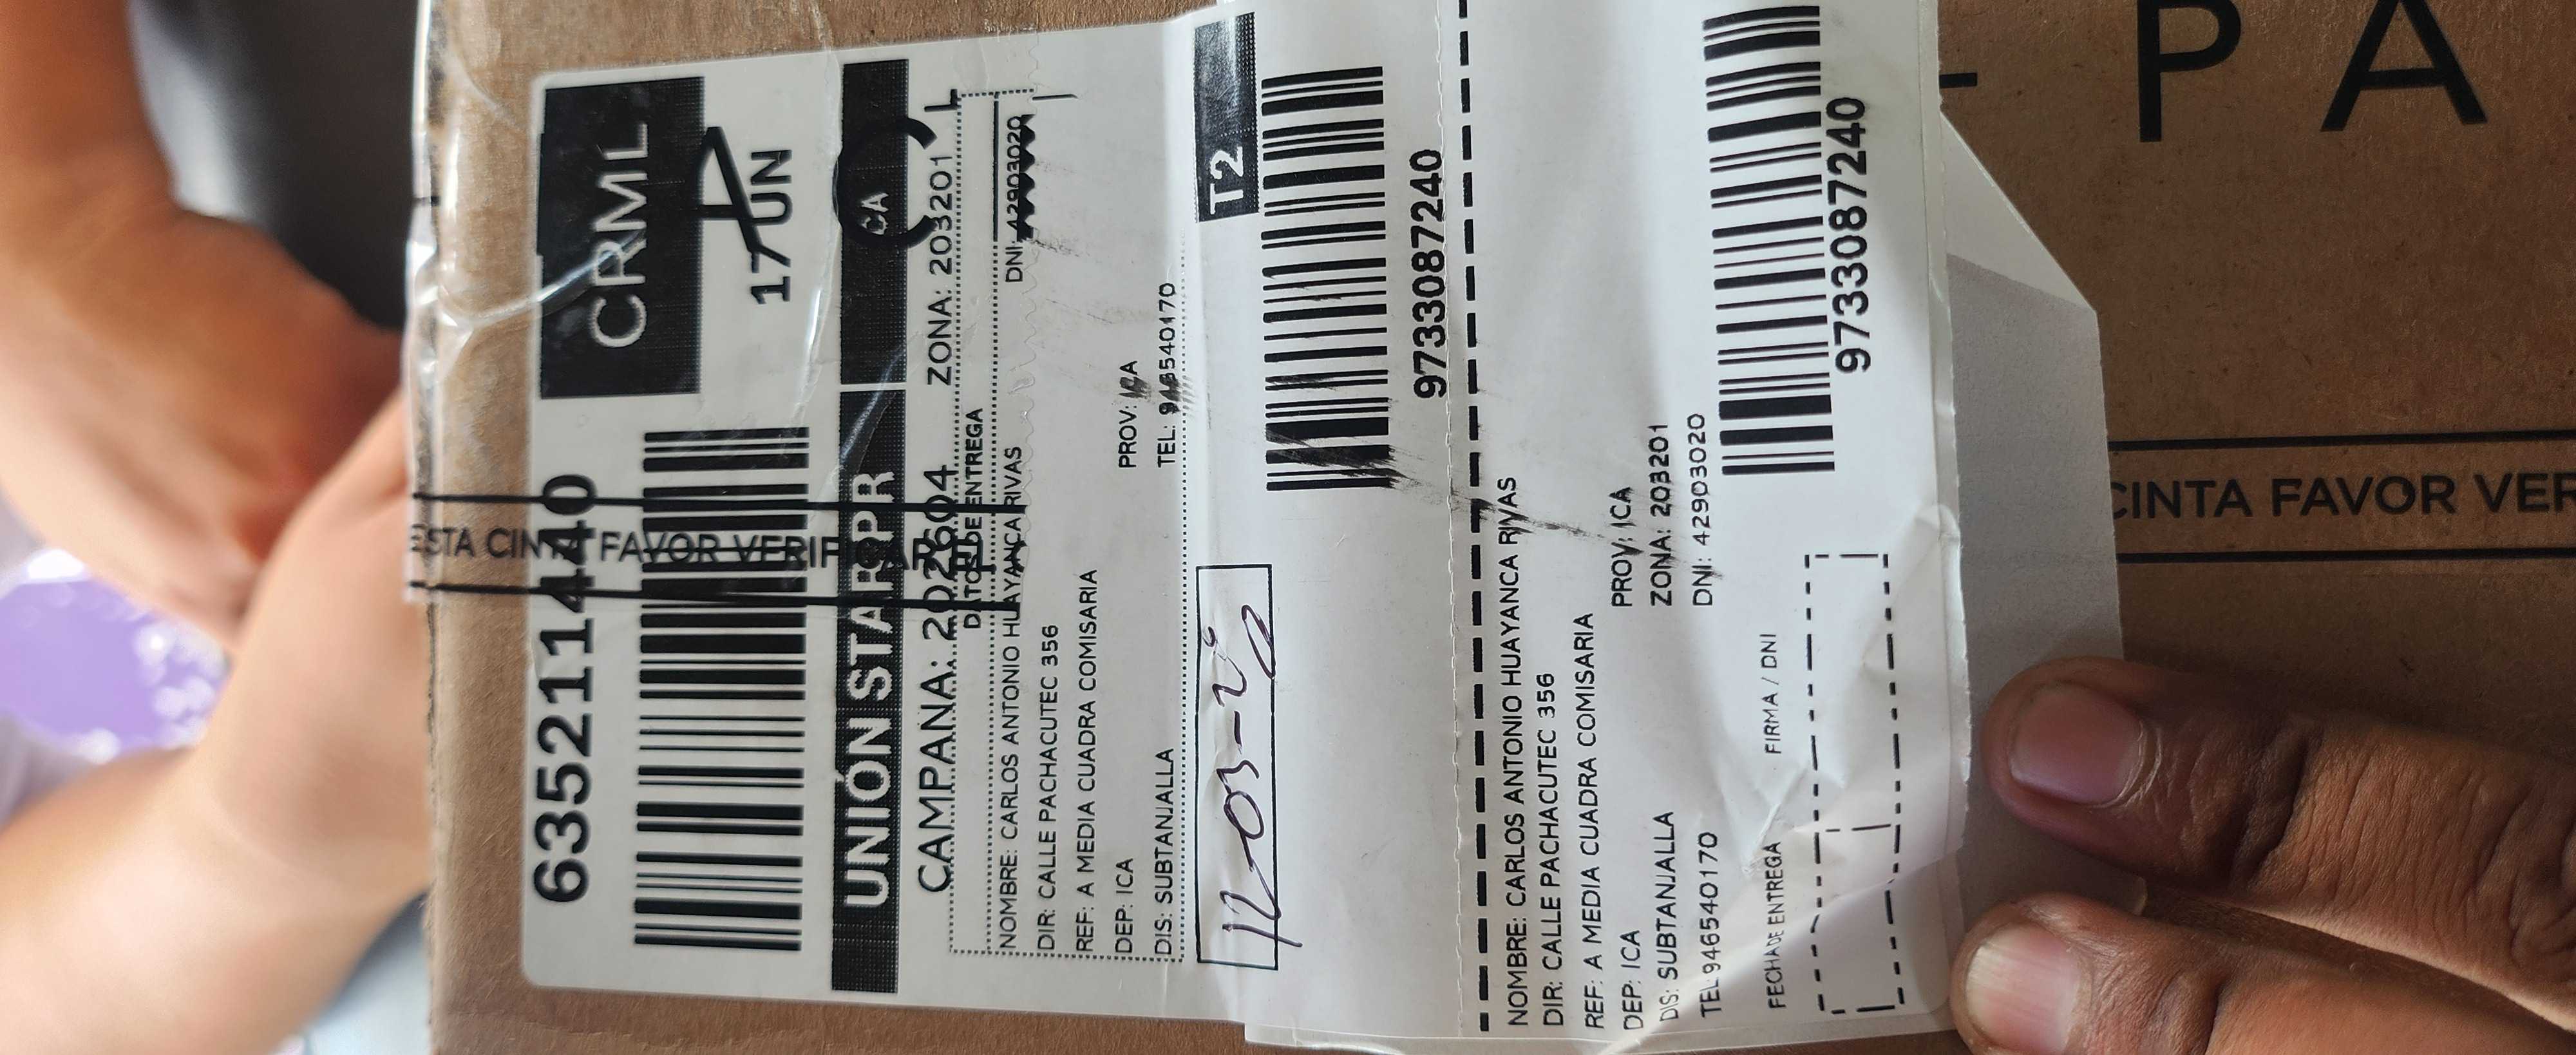 6352111440
CRML
17 UN
UNIÓN STAR PR
CA
CAMPAÑA: 202604 ZONA: 203201
DATOS DE ENTREGA
NOMBRE: CARLOS ANTONIO HUAYANCA RIVAS
DNI: 42903020
DIR: CALLE PACHACUTEC 356
REF: A MEDIA CUADRA COMISARIA
DEP: ICA PROV: ICA
DIS: SUBTANJALLA TEL: 946540170
T2
12-03-26
9733087240
NOMBRE: CARLOS ANTONIO HUAYANCA RIVAS
DIR: CALLE PACHACUTEC 356
REF: A MEDIA CUADRA COMISARIA
DEP: ICA PROV: ICA
DIS: SUBTANJALLA ZONA: 203201
TEL 946540170 DNI: 42903020
FECHA DE ENTREGA FIRMA / DNI
9733087240
ESTA CINTA FAVOR VERIFICAR EL
CINTA FAVOR VER
PA